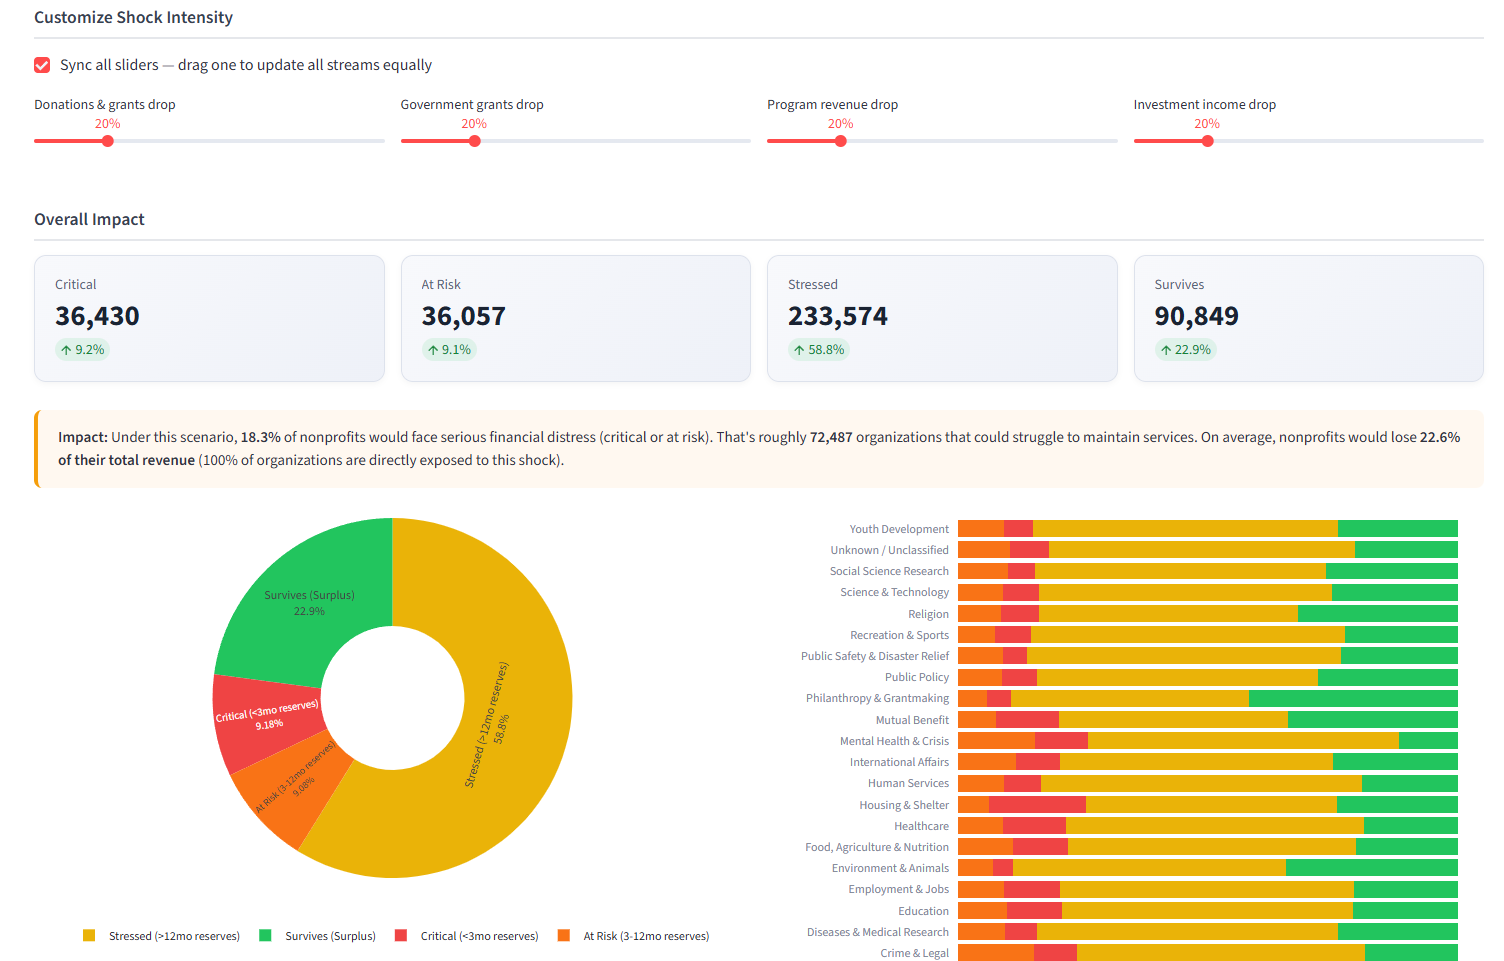 Customize Shock Intensity
Sync all sliders — drag one to update all streams equally
Donations & grants drop
20%
Government grants drop
20%
Program revenue drop
20%
Investment income drop
20%
Overall Impact
Critical
36,430
↑ 9.2%
At Risk
36,057
↑ 9.1%
Stressed
233,574
↑ 58.8%
Survives
90,849
↑ 22.9%
Impact: Under this scenario, 18.3% of nonprofits would face serious financial distress (critical or at risk). That's roughly 72,487 organizations that could struggle to maintain services. On average, nonprofits would lose 22.6%
of their total revenue (100% of organizations are directly exposed to this shock).
Survives (Surplus)
22.9%
Critical (<3mo reserves)
9.18%
At Risk (3-12mo reserves)
9.08%
Stressed (>12mo reserves)
58.8%
Stressed (>12mo reserves)
Survives (Surplus)
Critical (<3mo reserves)
At Risk (3-12mo reserves)
Youth Development
Unknown / Unclassified
Social Science Research
Science & Technology
Religion
Recreation & Sports
Public Safety & Disaster Relief
Public Policy
Philanthropy & Grantmaking
Mutual Benefit
Mental Health & Crisis
International Affairs
Human Services
Housing & Shelter
Healthcare
Food, Agriculture & Nutrition
Environment & Animals
Employment & Jobs
Education
Diseases & Medical Research
Crime & Legal